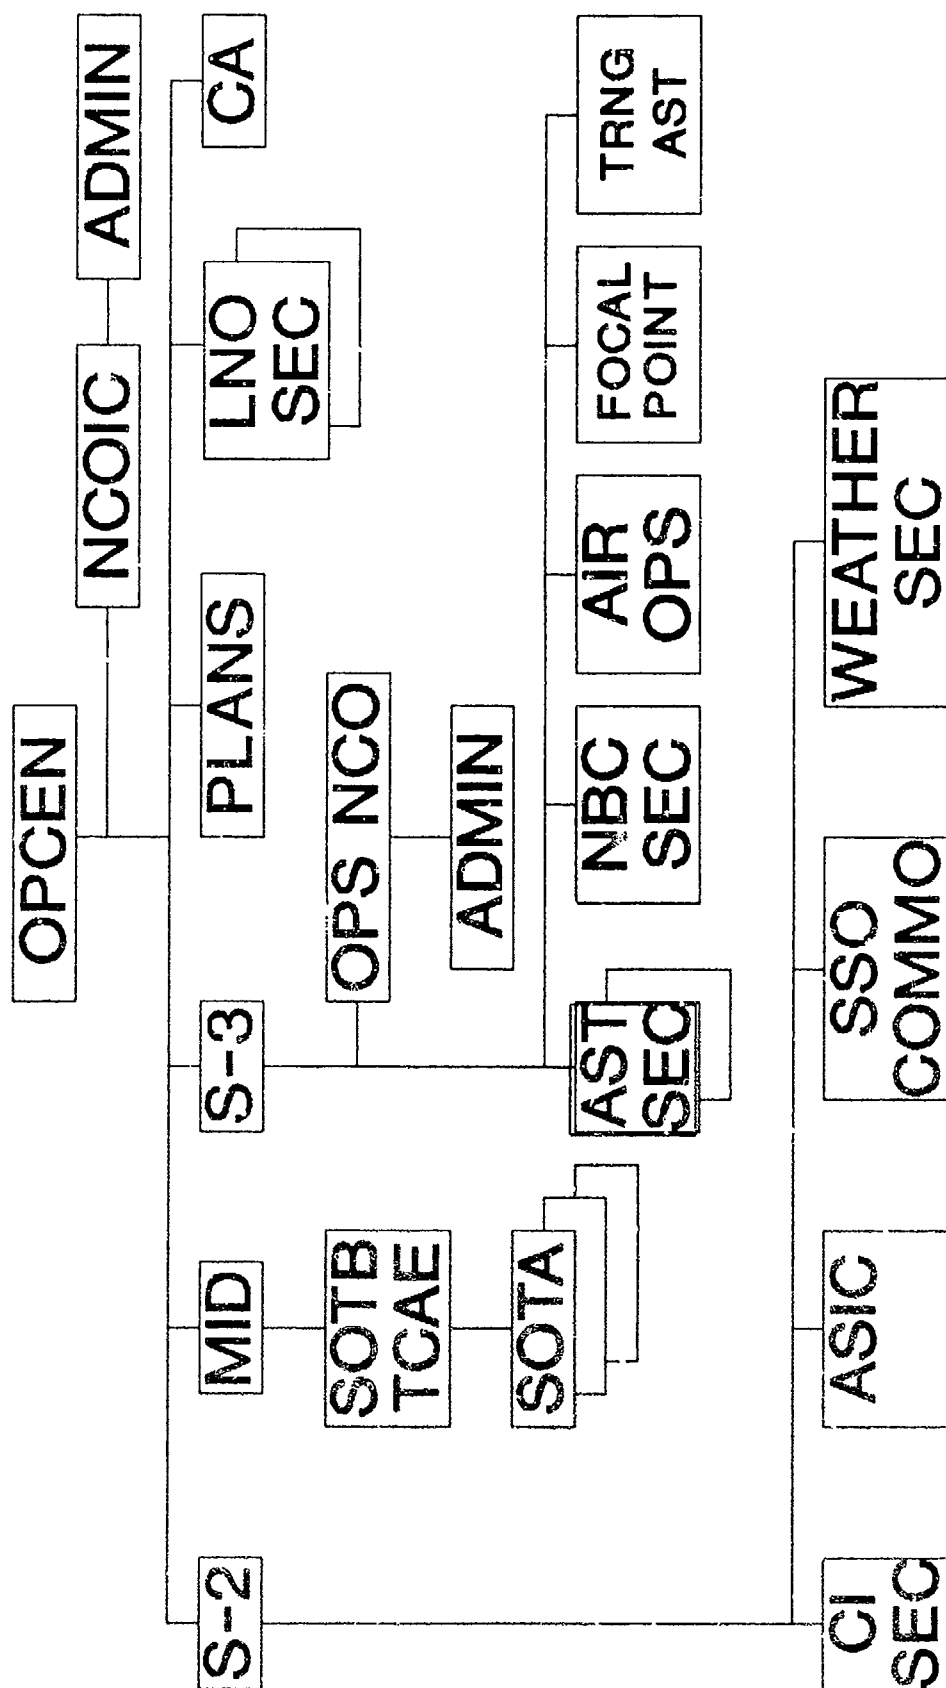 OPCEN
NCOIC
ADMIN
S-2
MID
S-3
PLANS
LNO
SEC
CA
SOTB
TCAE
OPS NCO
SOTA
ADMIN
AST
SEC
NBC
SEC
AIR
OPS
FOCAL
POINT
TRNG
AST
CI
SEC
ASIC
SSO
COMMO
WEATHER
SEC